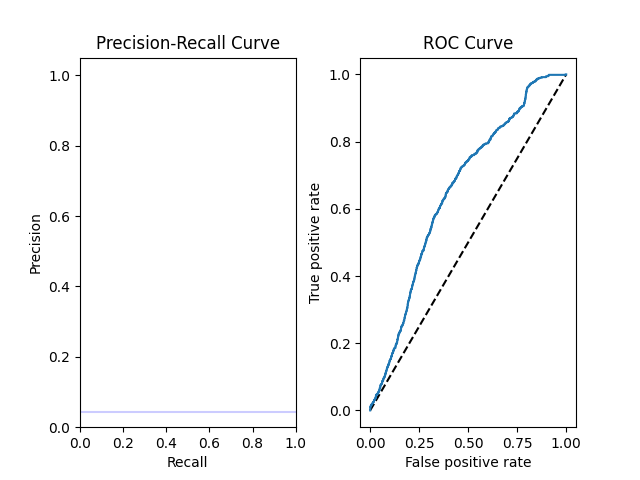 Precision-Recall Curve
1.0
0.8
0.6
0.4
0.2
0.0
Precision
0.0 0.2 0.4 0.6 0.8 1.0
Recall
ROC Curve
1.0
0.8
0.6
0.4
0.2
0.0
True positive rate
0.00 0.25 0.50 0.75 1.00
False positive rate